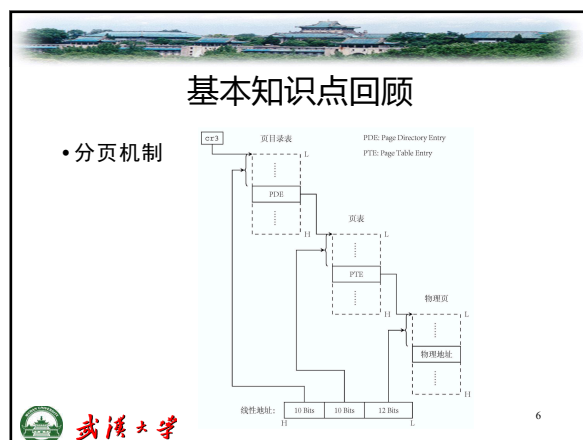 基本知识点回顾
•分页机制
cr3
页目录表
PDE: Page Directory Entry
PTE: Page Table Entry
L
PDE
H
页表
L
PTE
H
物理页
L
物理地址
H
线性地址: 10 Bits 10 Bits 12 Bits
H L
武汉大学
6